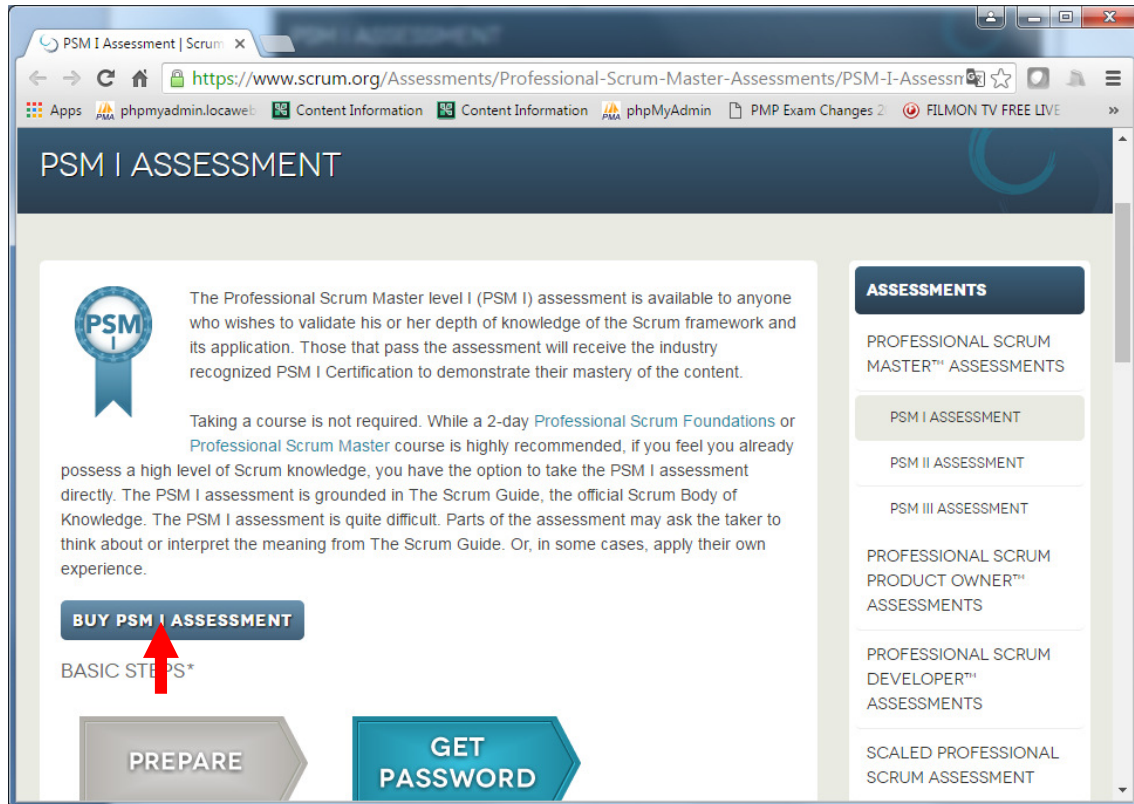 PSM I Assessment | Scrum
https://www.scrum.org/Assessments/Professional-Scrum-Master-Assessments/PSM-I-Assessm
Apps phpmyadmin.locaweb Content Information Content Information phpMyAdmin PMP Exam Changes 2 FILMON TV FREE LIVE »
PSM I ASSESSMENT
PSM
I
The Professional Scrum Master level I (PSM I) assessment is available to anyone
who wishes to validate his or her depth of knowledge of the Scrum framework and
its application. Those that pass the assessment will receive the industry
recognized PSM I Certification to demonstrate their mastery of the content.
Taking a course is not required. While a 2-day Professional Scrum Foundations or
Professional Scrum Master course is highly recommended, if you feel you already
possess a high level of Scrum knowledge, you have the option to take the PSM I assessment
directly. The PSM I assessment is grounded in The Scrum Guide, the official Scrum Body of
Knowledge. The PSM I assessment is quite difficult. Parts of the assessment may ask the taker to
think about or interpret the meaning from The Scrum Guide. Or, in some cases, apply their own
experience.
BUY PSM I ASSESSMENT
BASIC STEPS*
PREPARE
GET
PASSWORD
ASSESSMENTS
PROFESSIONAL SCRUM
MASTER™ ASSESSMENTS
PSM I ASSESSMENT
PSM II ASSESSMENT
PSM III ASSESSMENT
PROFESSIONAL SCRUM
PRODUCT OWNER™
ASSESSMENTS
PROFESSIONAL SCRUM
DEVELOPER™
ASSESSMENTS
SCALED PROFESSIONAL
SCRUM ASSESSMENT